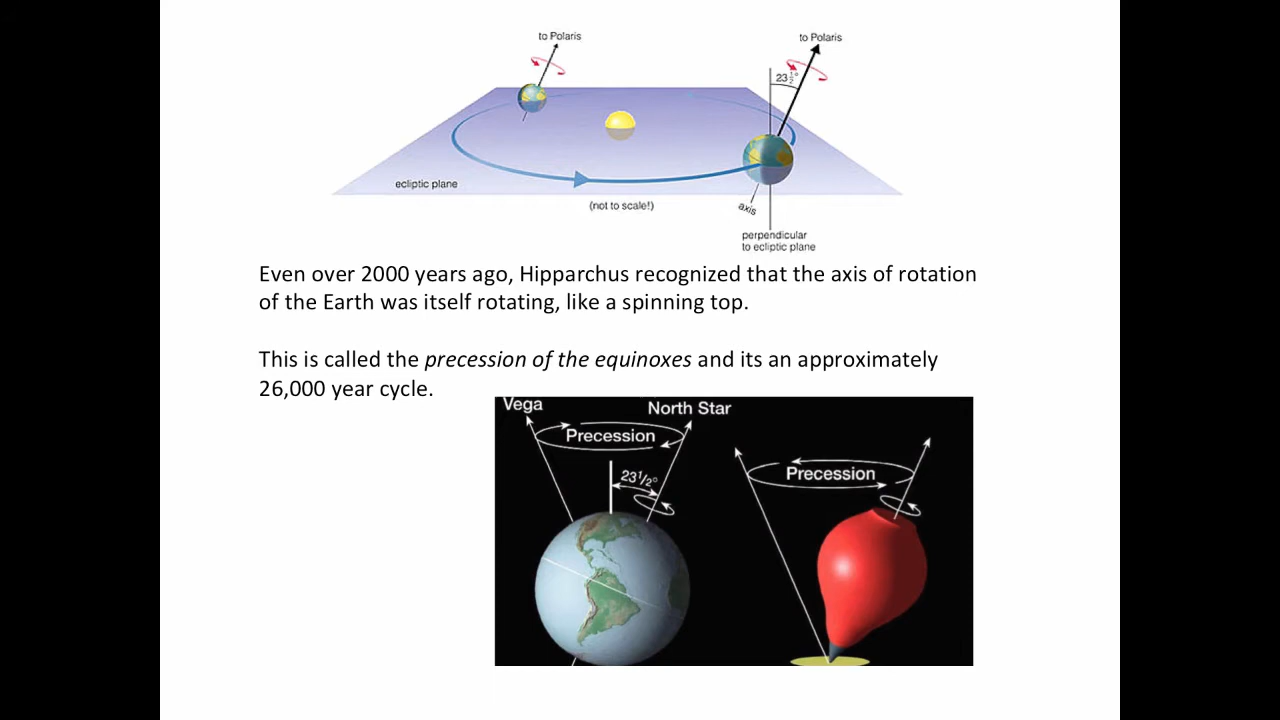 to Polaris
to Polaris
23 ½°
ecliptic plane
(not to scale!)
axis
perpendicular
to ecliptic plane
Even over 2000 years ago, Hipparchus recognized that the axis of rotation
of the Earth was itself rotating, like a spinning top.
This is called the precession of the equinoxes and its an approximately
26,000 year cycle.
Vega
North Star
Precession
23½°
Precession